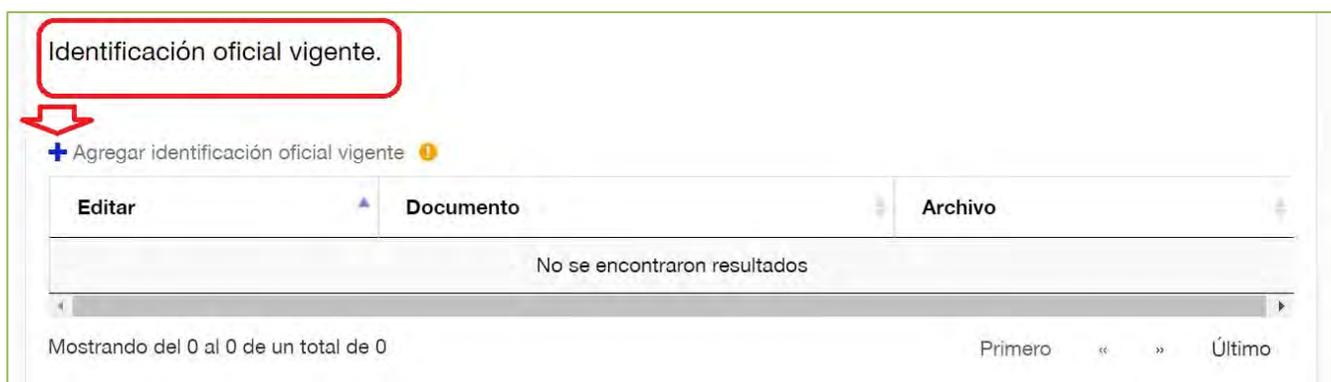 Identificación oficial vigente.
Agregar identificación oficial vigente
Editar Documento Archivo
No se encontraron resultados
Mostrando del 0 al 0 de un total de 0 Primero « » Último